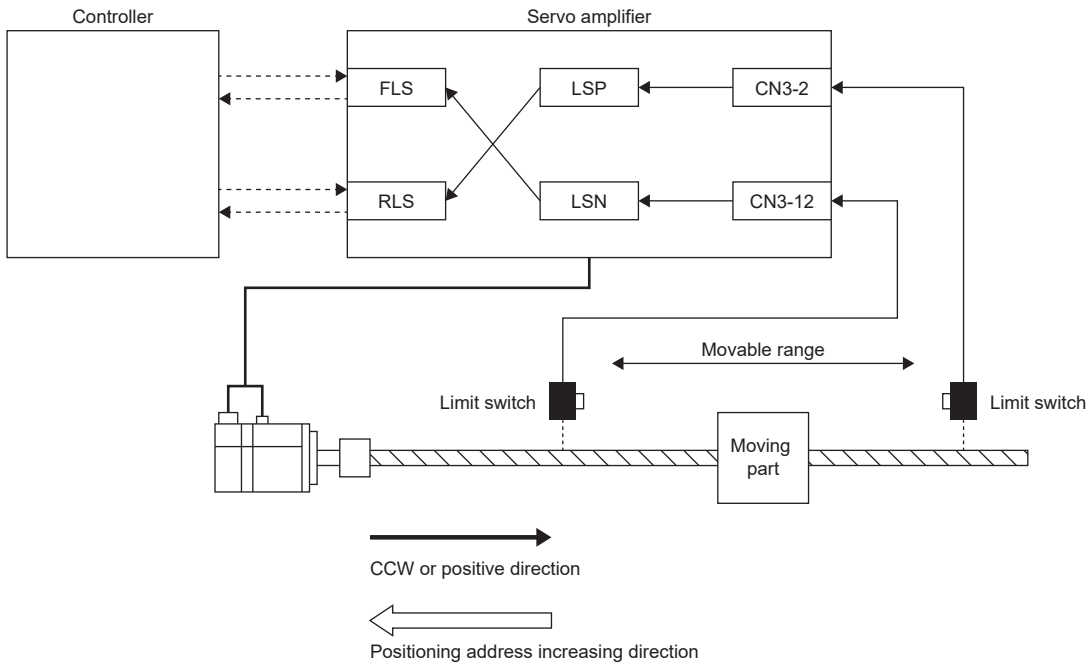 Controller
Servo amplifier
FLS
LSP
CN3-2
RLS
LSN
CN3-12
Movable range
Limit switch
Limit switch
Moving
part
CCW or positive direction
Positioning address increasing direction